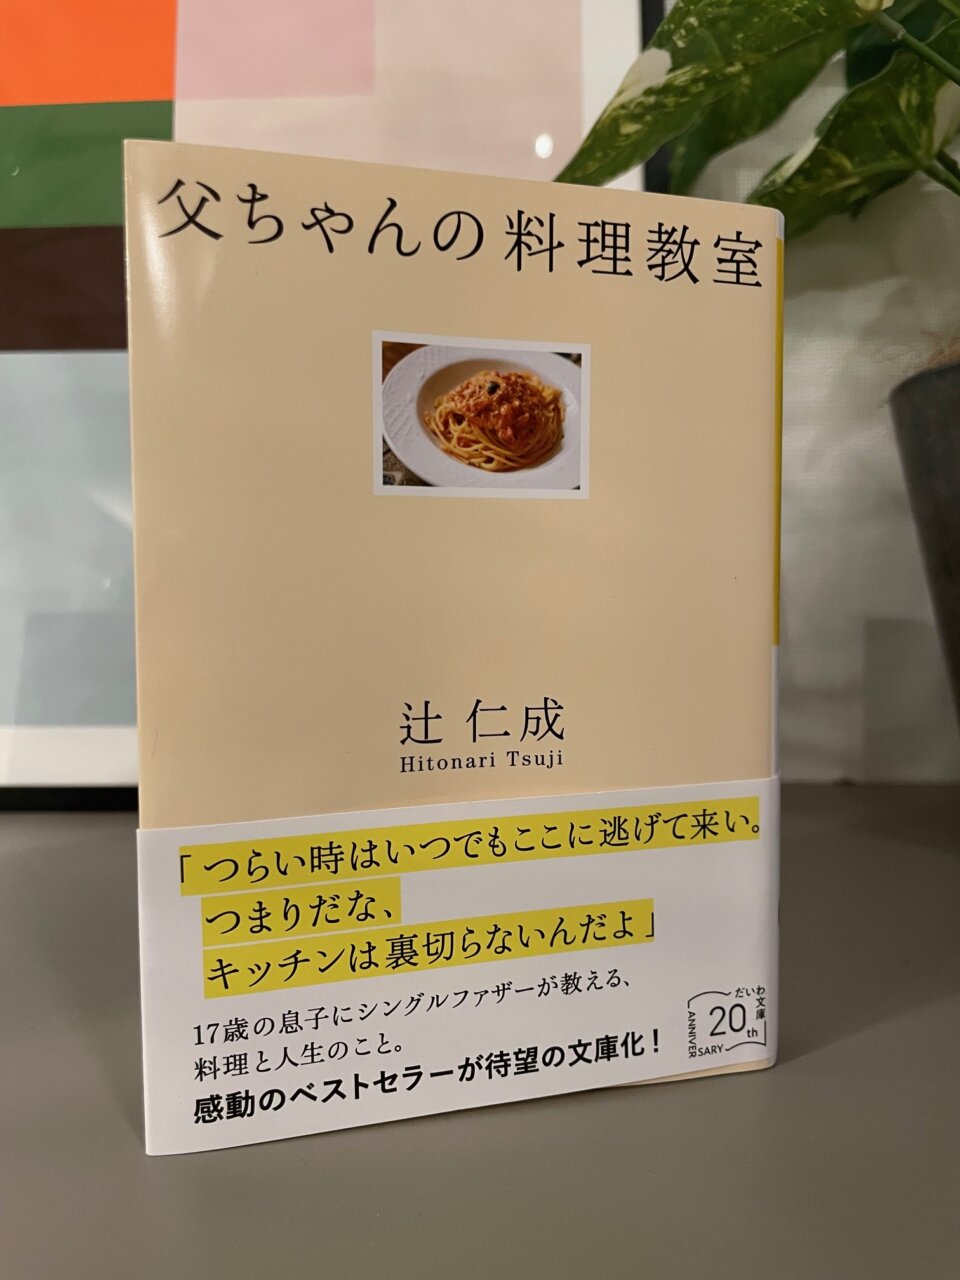 父ちゃんの料理教室
辻 仁成
Hitonari Tsuji
「つらい時はいつでもここに逃げて来い。
つまりだな、
キッチンは裏切らないんだよ」
17歳の息子にシングルファザーが教える、
料理と人生のこと。
感動のベストセラーが待望の文庫化！
だいわ文庫
20th
ANNIVERSARY